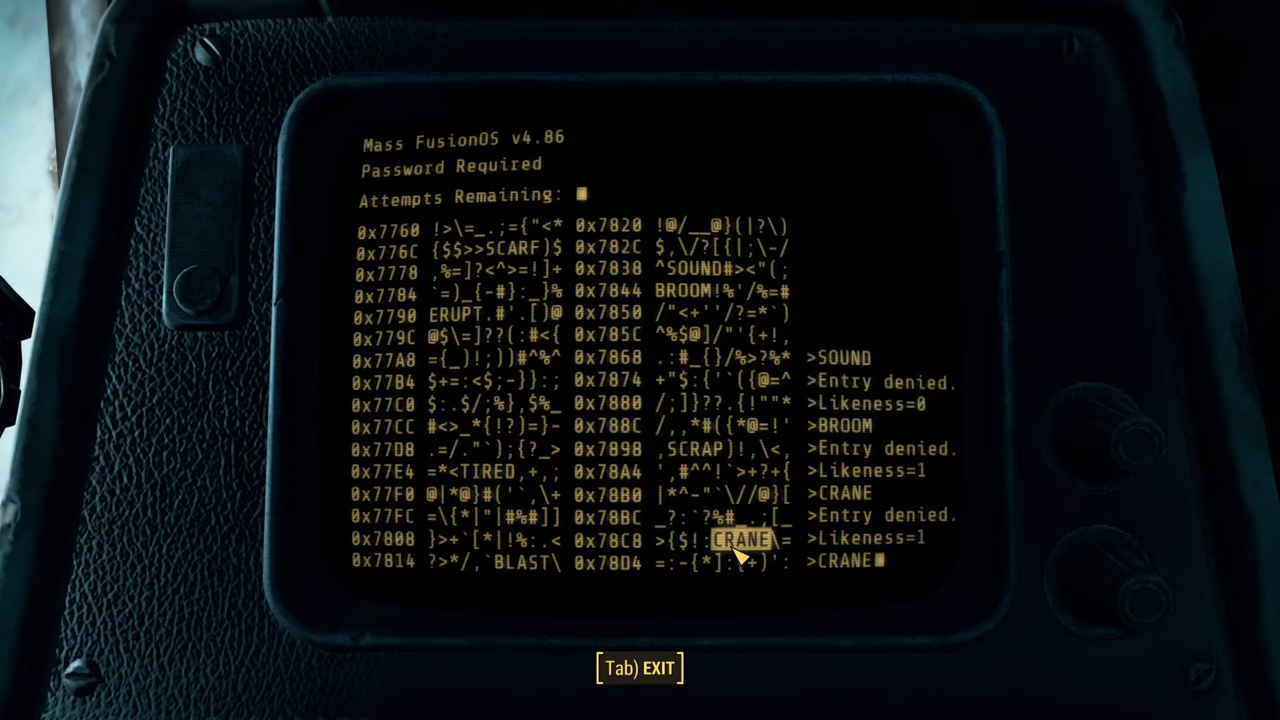 Mass FusionOS v4.86
Password Required
Attempts Remaining: ■
0x7760 !>\=_.;={"<* 0x7820 !@/__@}(|?\)
0x776C {$$>>SCARF)$ 0x782C $,\/?[{|;\-/
0x7778 ,%=]?<^>=!]+ 0x7838 ^SOUND#><"(;
0x7784 `=)_{-#}:_}% 0x7844 BROOM!%'/%=#
0x7790 ERUPT.#'.[)@ 0x7850 /"<+''/?=*`)
0x779C @$\=]??(:#<{ 0x785C ^%$@]/"'{+!,
0x77A8 ={_)!;))#^%^ 0x7868 .:#_{}/%>?%* >SOUND
0x77B4 $+=:<$;-}}:; 0x7874 +"$:{'`({@=^ >Entry denied.
0x77C0 $:.$/;%},$%_ 0x7880 /;]}??.{!""* >Likeness=0
0x77CC #<>_*{!?)=}- 0x788C /,,*#({*@=!' >BROOM
0x77D8 .=/."`);{?_> 0x7898 ,SCRAP)!,\<, >Entry denied.
0x77E4 =*<TIRED,+,; 0x78A4 ',#^^!`>+?+{ >Likeness=1
0x77F0 @|*@}#('`,\+ 0x78B0 |*^-"`\//@}[ >CRANE
0x77FC =\{*|"|#%#]] 0x78BC _?:`?%#_.:[_ >Entry denied.
0x7808 }>+`[*|!%:.< 0x78C8 >{$!:CRANE\= >Likeness=1
0x7814 ?>*/,`BLAST\ 0x78D4 =:-{*]:{+)': >CRANE■
[Tab) EXIT]